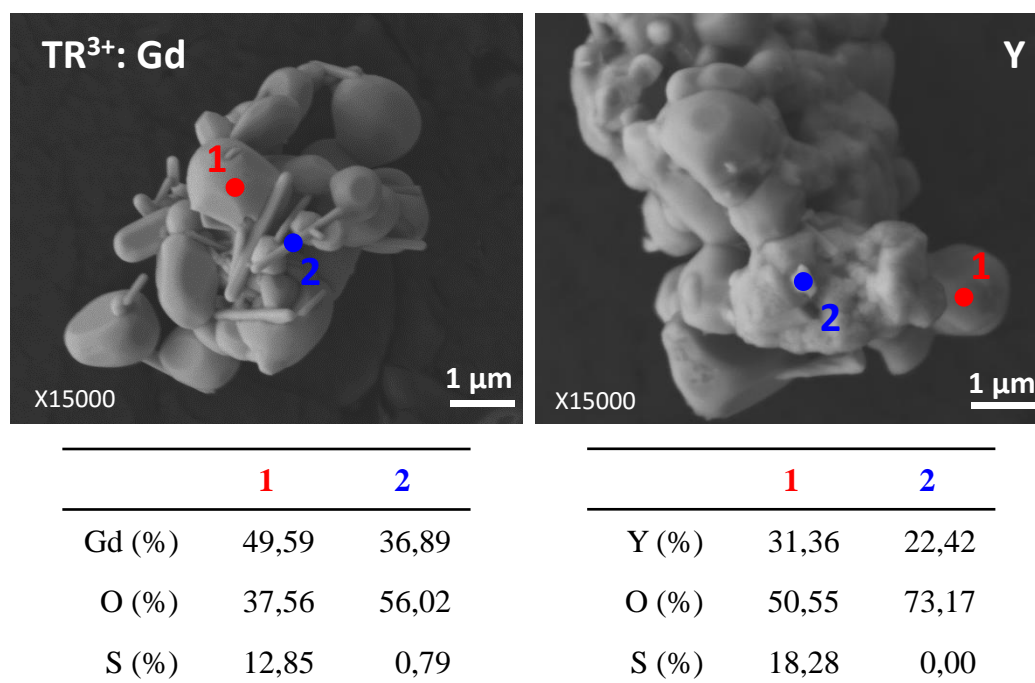 TR³⁺: Gd
1
2
X15000
1 µm
Y
1
2
X15000
1 µm
1 2
Gd (%) 49,59 36,89
O (%) 37,56 56,02
S (%) 12,85 0,79
1 2
Y (%) 31,36 22,42
O (%) 50,55 73,17
S (%) 18,28 0,00